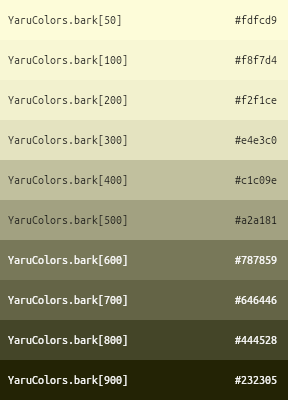 YaruColors.bark[50] #fdfcd9
YaruColors.bark[100] #f8f7d4
YaruColors.bark[200] #f2f1ce
YaruColors.bark[300] #e4e3c0
YaruColors.bark[400] #c1c09e
YaruColors.bark[500] #a2a181
YaruColors.bark[600] #787859
YaruColors.bark[700] #646446
YaruColors.bark[800] #444528
YaruColors.bark[900] #232305